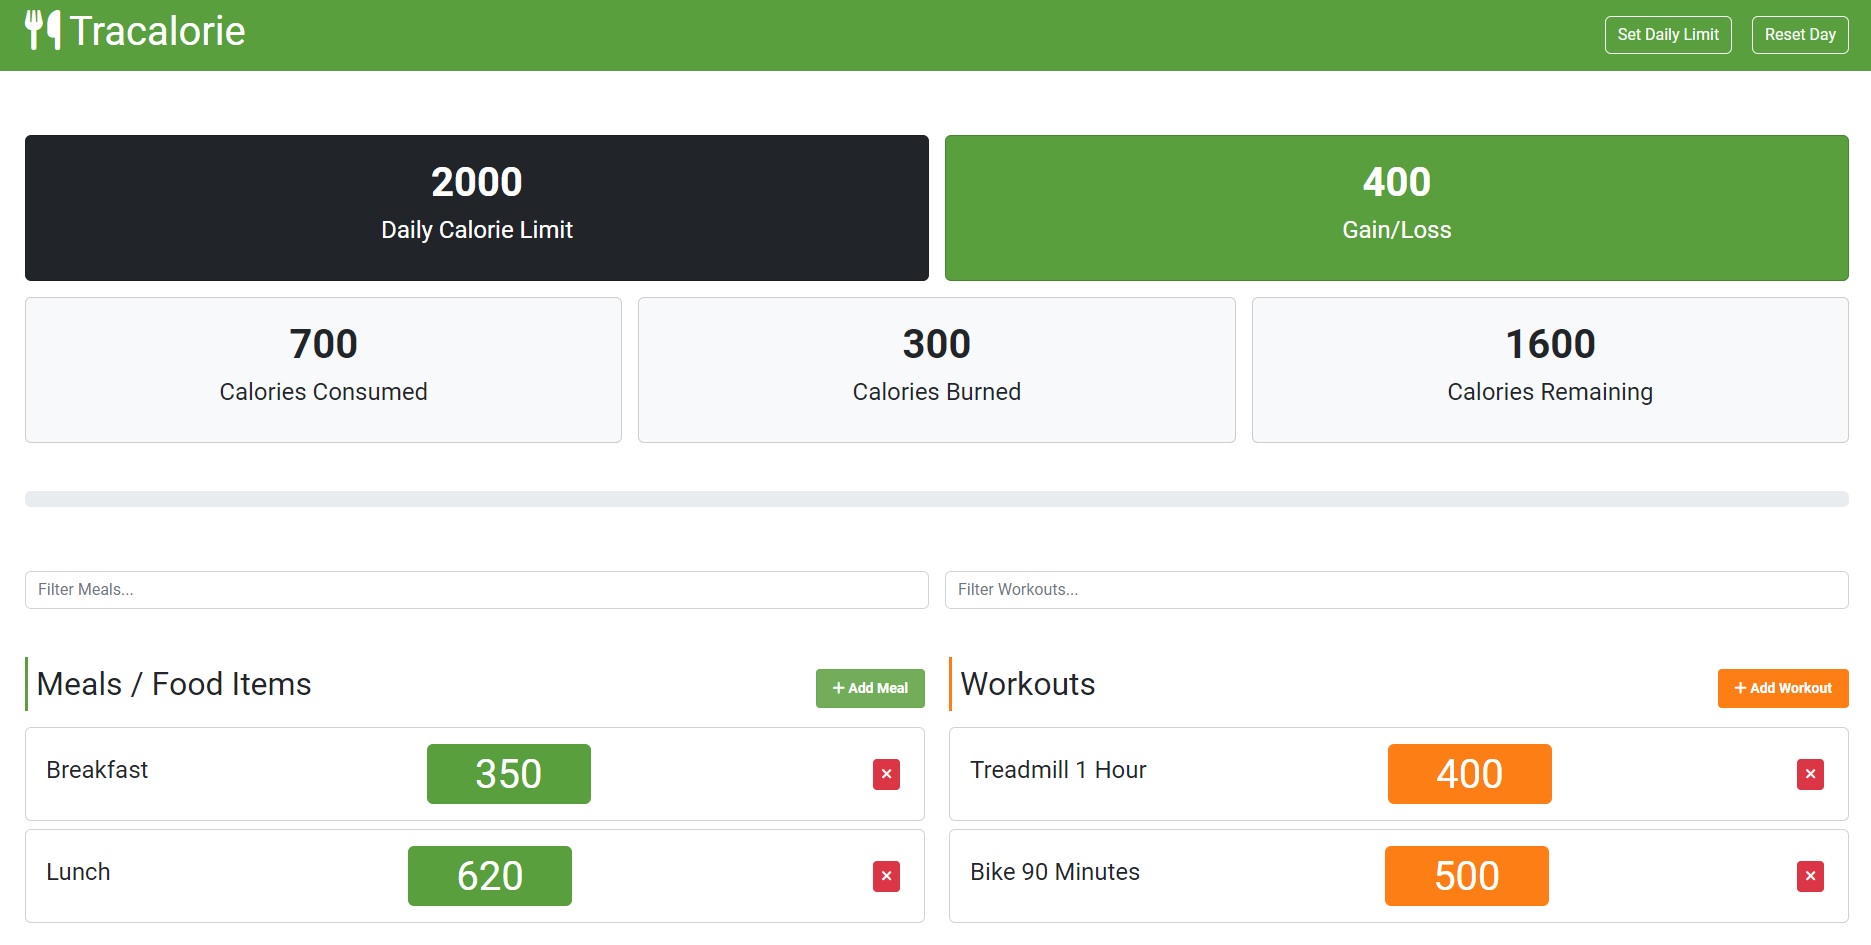 Tracalorie
Set Daily Limit
Reset Day
2000
Daily Calorie Limit
400
Gain/Loss
700
Calories Consumed
300
Calories Burned
1600
Calories Remaining
Filter Meals...
Filter Workouts...
Meals / Food Items
+ Add Meal
Breakfast
350
×
Lunch
620
×
Workouts
+ Add Workout
Treadmill 1 Hour
400
×
Bike 90 Minutes
500
×